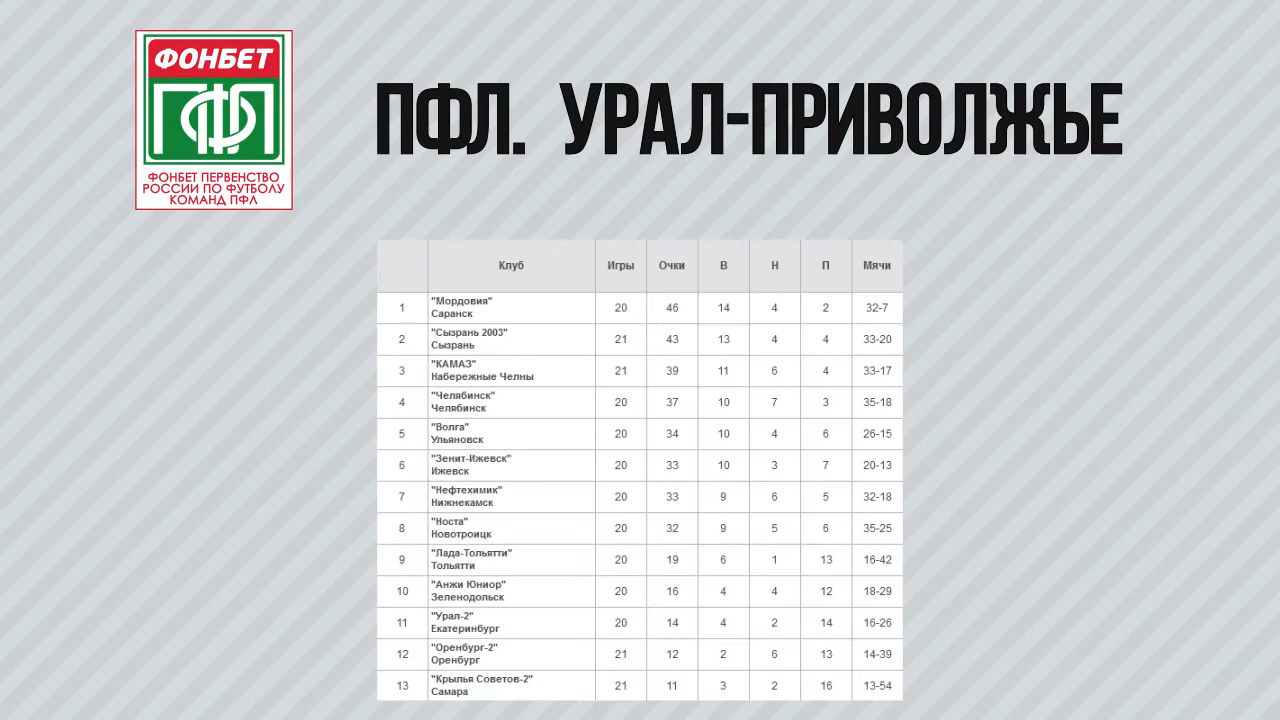 ФОНБЕТ
ПФЛ
ФОНБЕТ ПЕРВЕНСТВО
РОССИИ ПО ФУТБОЛУ
КОМАНД ПФЛ
ПФЛ. УРАЛ-ПРИВОЛЖЬЕ
Клуб Игры Очки В Н П Мячи
1 "Мордовия" Саранск 20 46 14 4 2 32-7
2 "Сызрань 2003" Сызрань 21 43 13 4 4 33-20
3 "КАМАЗ" Набережные Челны 21 39 11 6 4 33-17
4 "Челябинск" Челябинск 20 37 10 7 3 35-18
5 "Волга" Ульяновск 20 34 10 4 6 26-15
6 "Зенит-Ижевск" Ижевск 20 33 10 3 7 20-13
7 "Нефтехимик" Нижнекамск 20 33 9 6 5 32-18
8 "Носта" Новотроицк 20 32 9 5 6 35-25
9 "Лада-Тольятти" Тольятти 20 19 6 1 13 16-42
10 "Анжи Юниор" Зеленодольск 20 16 4 4 12 18-29
11 "Урал-2" Екатеринбург 20 14 4 2 14 16-26
12 "Оренбург-2" Оренбург 21 12 2 6 13 14-39
13 "Крылья Советов-2" Самара 21 11 3 2 16 13-54